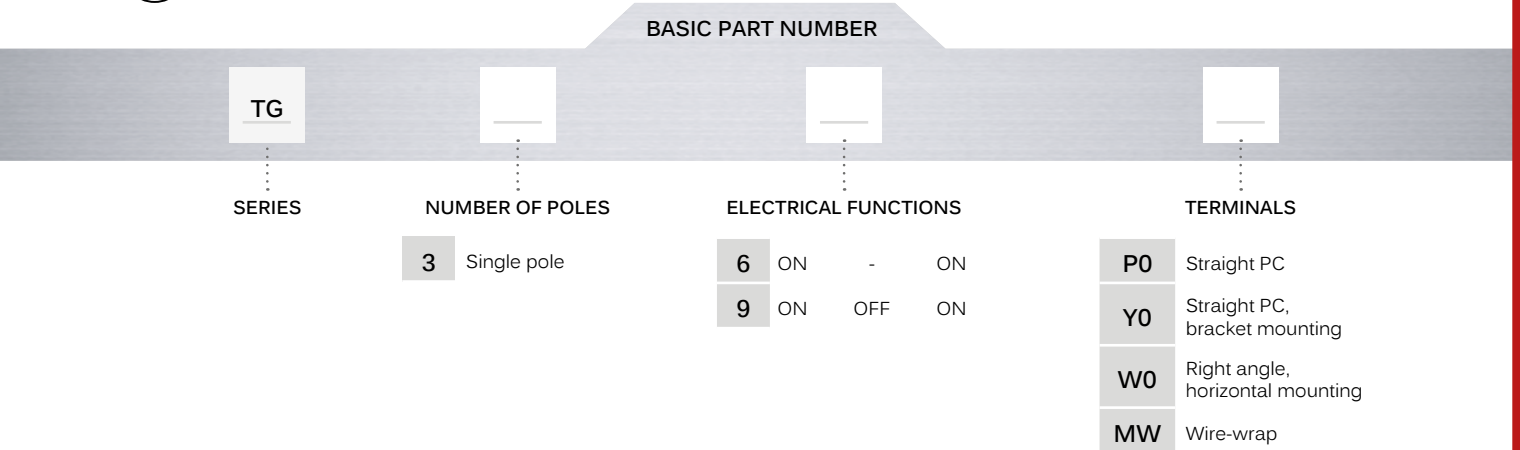 BASIC PART NUMBER
TG
SERIES
NUMBER OF POLES
3 Single pole
ELECTRICAL FUNCTIONS
6 ON - ON
9 ON OFF ON
TERMINALS
P0 Straight PC
Y0 Straight PC,
bracket mounting
W0 Right angle,
horizontal mounting
MW Wire-wrap